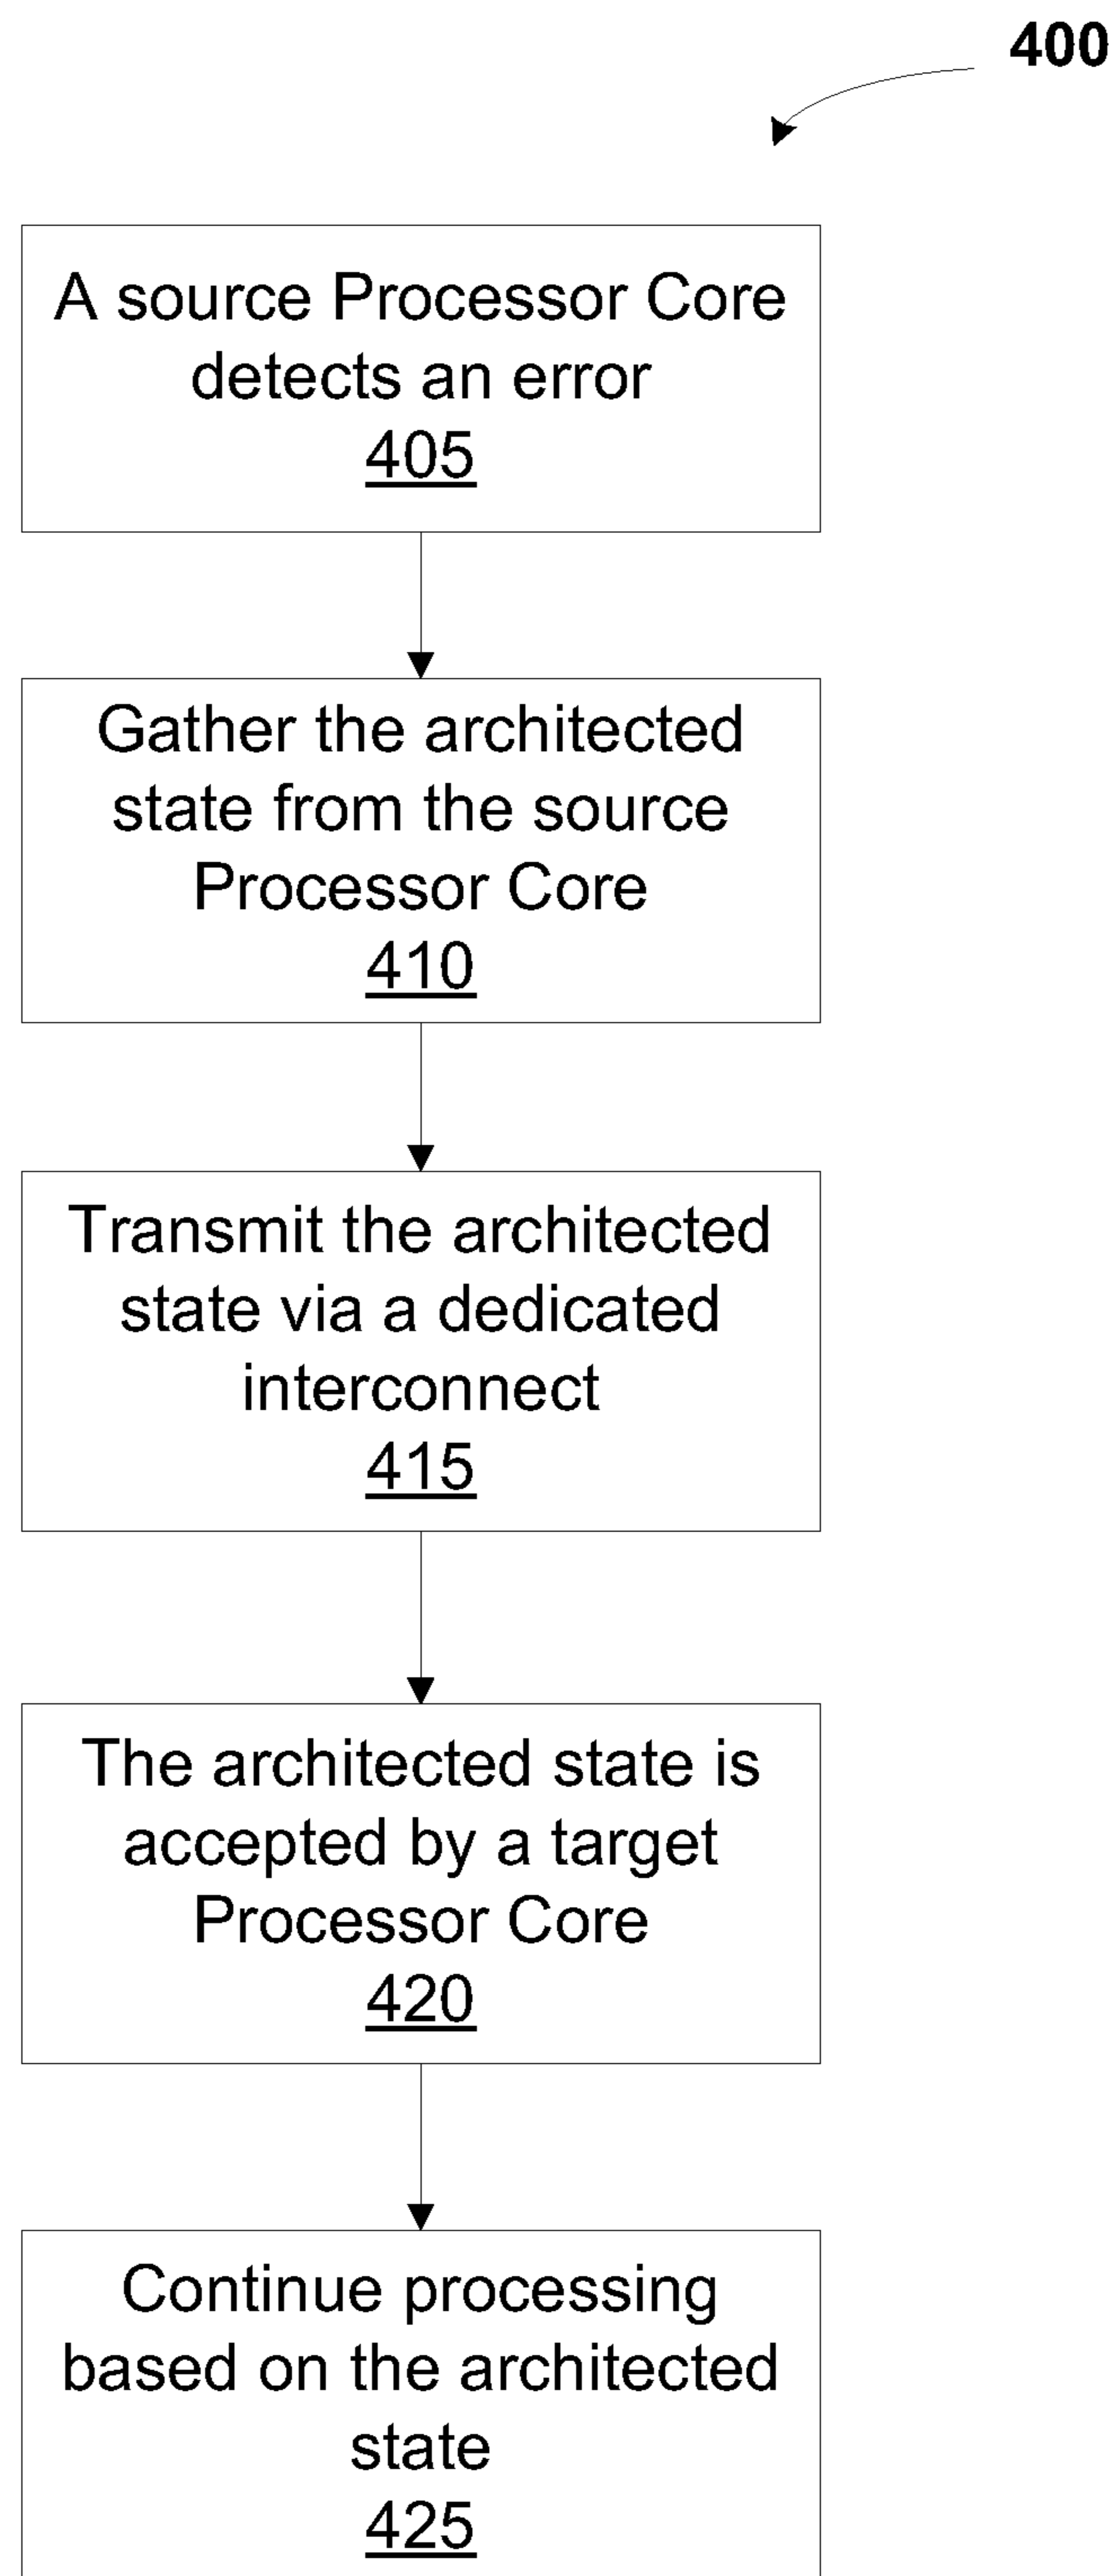 400
A source Processor Core
detects an error
405
Gather the architected
state from the source
Processor Core
410
Transmit the architected
state via a dedicated
interconnect
415
The architected state is
accepted by a target
Processor Core
420
Continue processing
based on the architected
state
425